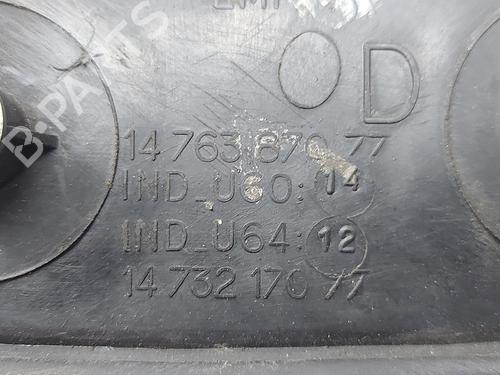 D
14 763 870 77
IND_U60: 14
IND_U64: 12
14 732 170 77
B-PARTS